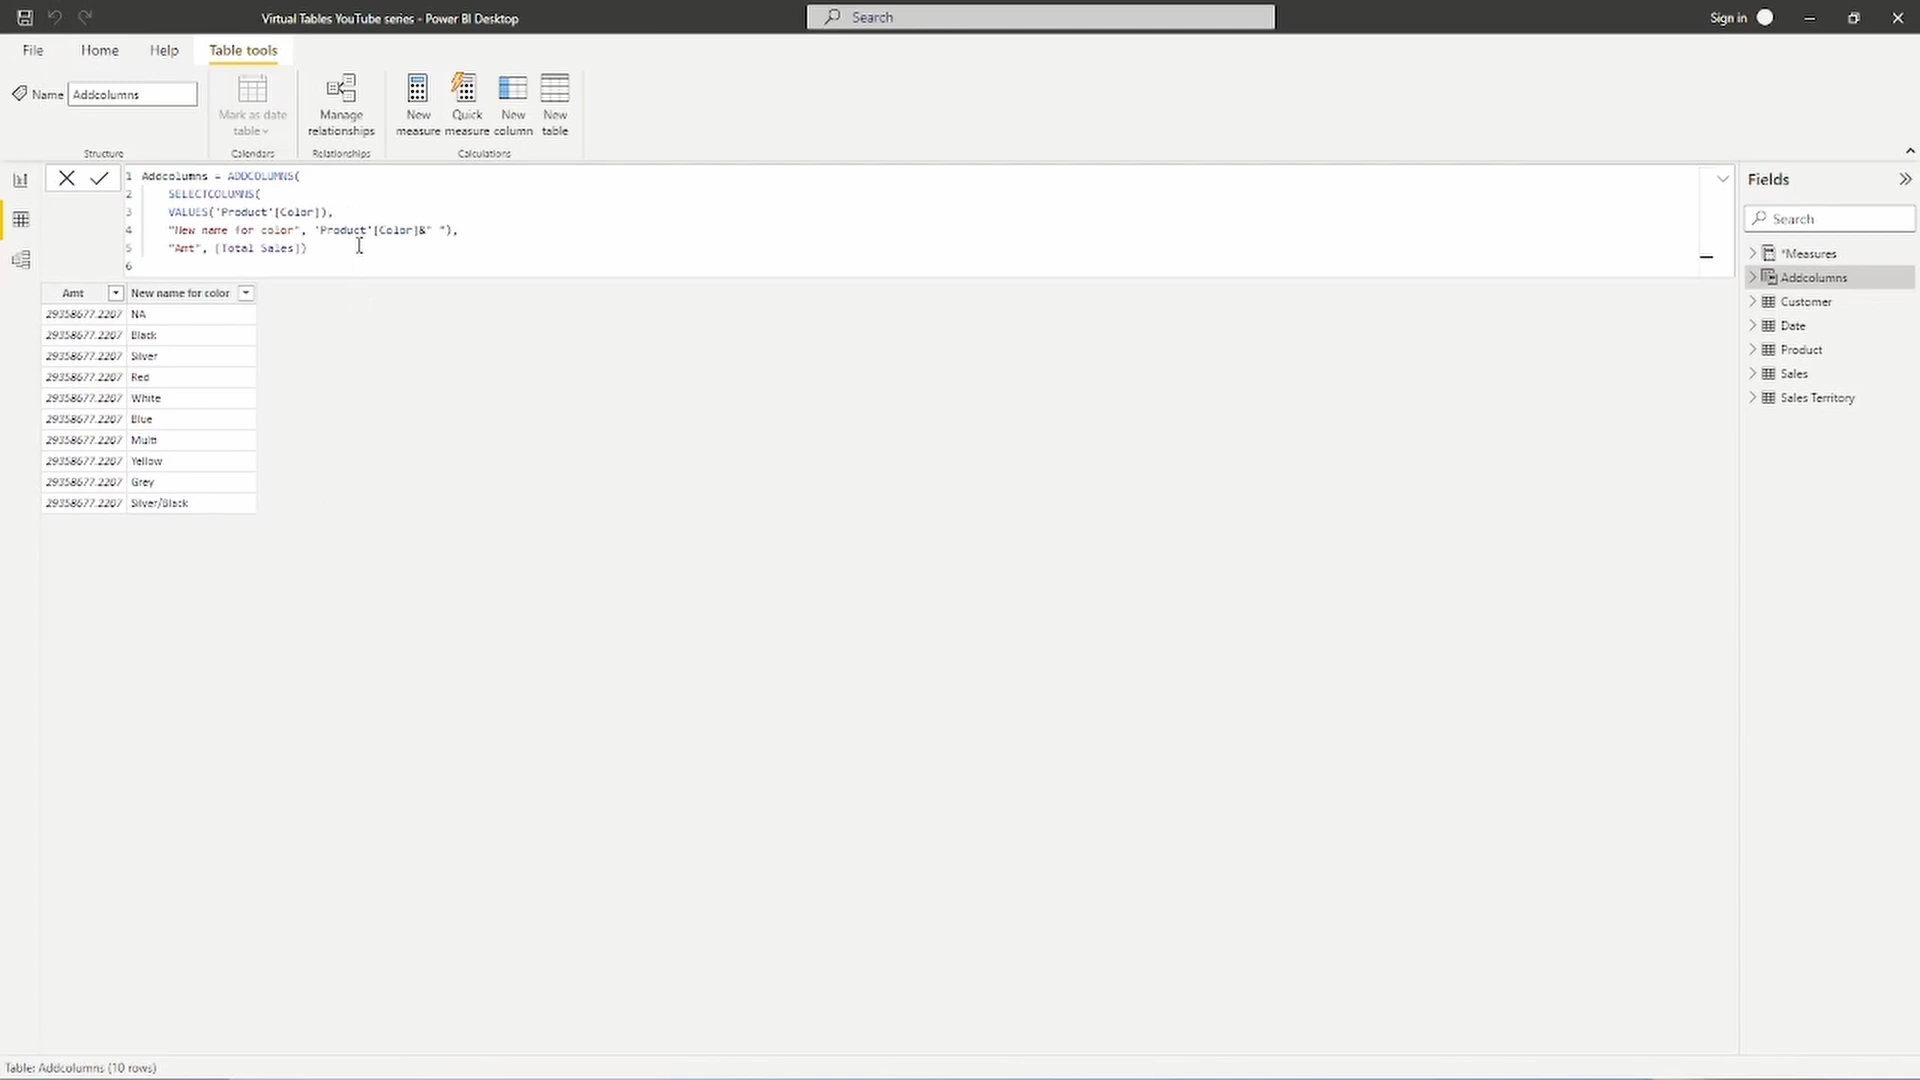 Virtual Tables YouTube series - Power BI Desktop
Search
Sign in
File
Home
Help
Table tools
Name
Addcolumns
Mark as date table
Manage relationships
New measure
Quick measure
New column
New table
Structure
Calendars
Relationships
Calculations
1 Addcolumns = ADDCOLUMNS(
2 SELECTCOLUMNS(
3 VALUES('Product'[Color]),
4 "New name for color", 'Product'[Color]&" "),
5 "Amt", [Total Sales])
6
Amt New name for color
29358677.2207 NA
29358677.2207 Black
29358677.2207 Silver
29358677.2207 Red
29358677.2207 White
29358677.2207 Blue
29358677.2207 Multi
29358677.2207 Yellow
29358677.2207 Grey
29358677.2207 Silver/Black
Fields
Search
*Measures
Addcolumns
Customer
Date
Product
Sales
Sales Territory
Table: Addcolumns (10 rows)